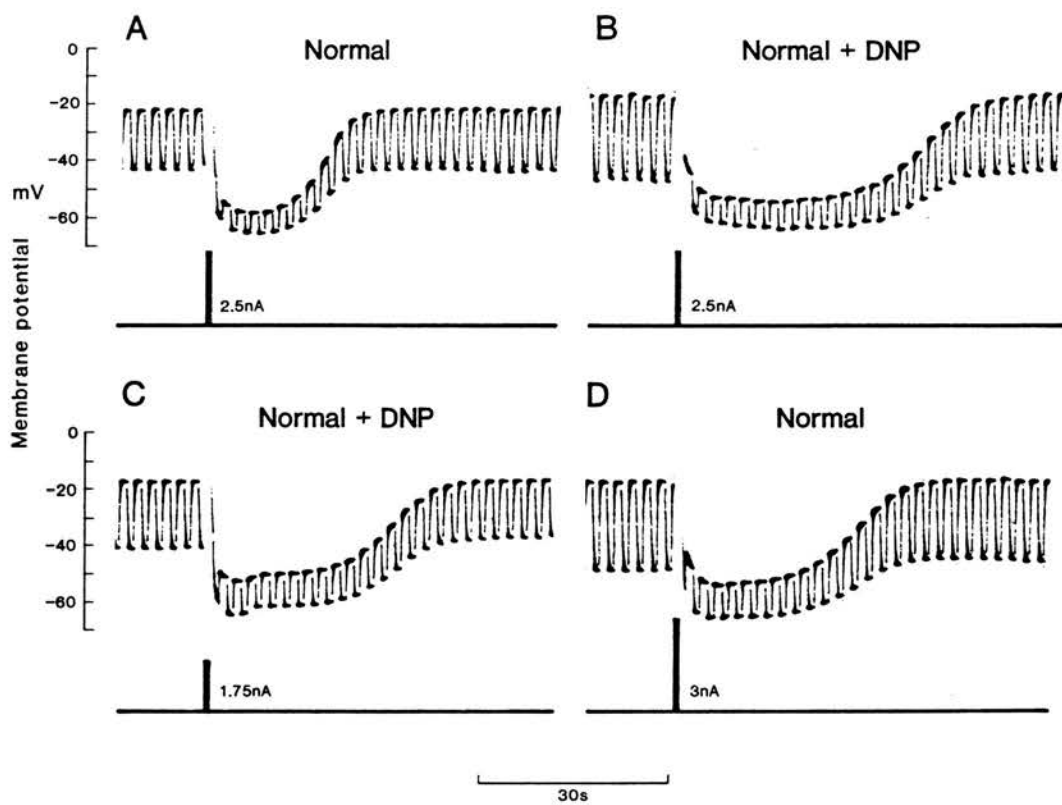 A
Normal
B
Normal + DNP
0
-20
-40
mV
-60
Membrane potential
2.5nA
2.5nA
C
Normal + DNP
D
Normal
0
-20
-40
-60
1.75nA
3nA
30s